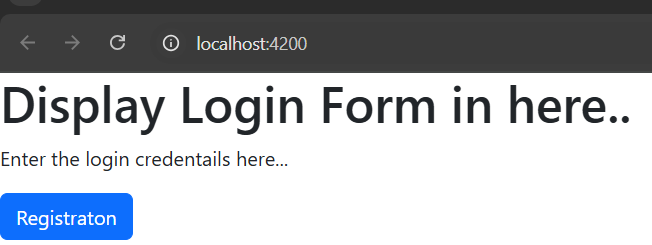 localhost:4200
Display Login Form in here..
Enter the login credentails here...
Registraton